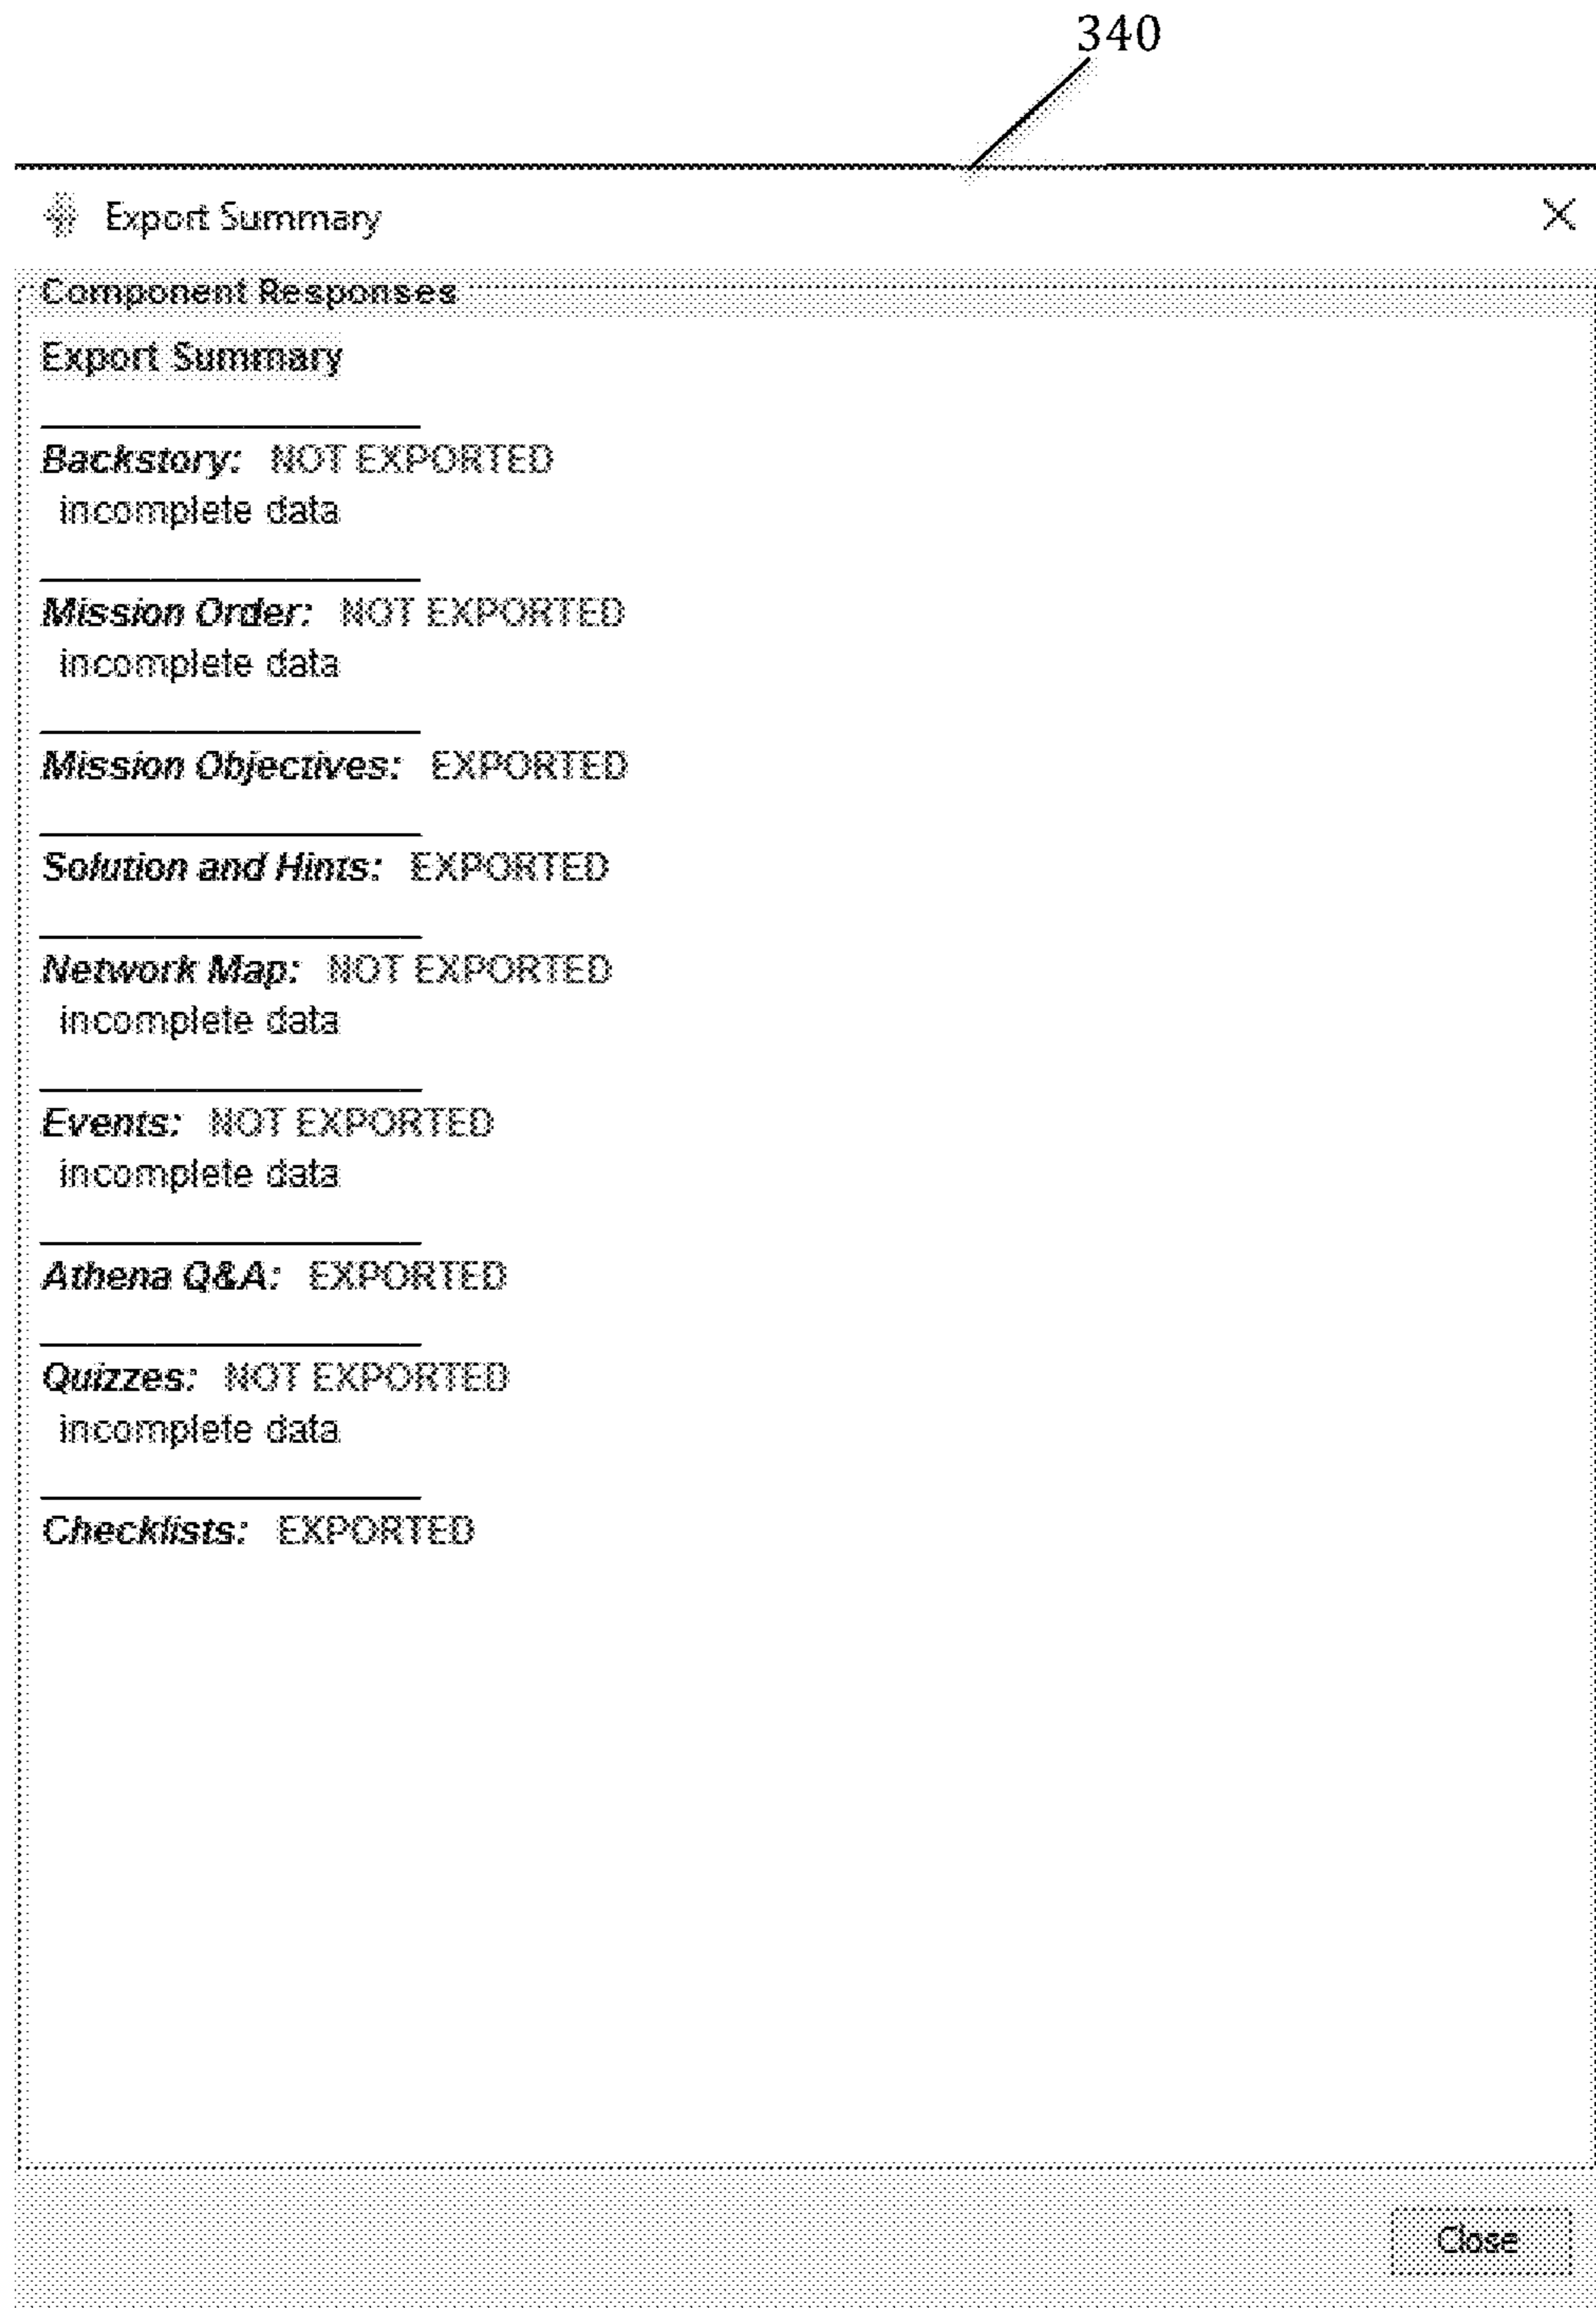 340
Export Summary
Component Responses
Export Summary
Backstory: NOT EXPORTED
incomplete data
Mission Order: NOT EXPORTED
incomplete data
Mission Objectives: EXPORTED
Solution and Hints: EXPORTED
Network Map: NOT EXPORTED
incomplete data
Events: NOT EXPORTED
incomplete data
Athena Q&A: EXPORTED
Quizzes: NOT EXPORTED
incomplete data
Checklists: EXPORTED
Close